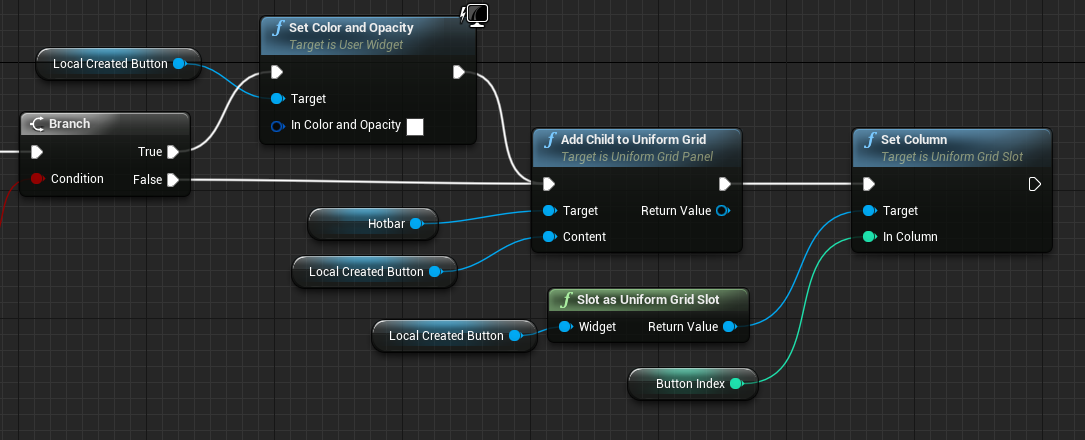 Set Color and Opacity
Target is User Widget
Local Created Button
Target
In Color and Opacity
Branch
True
Condition
False
Add Child to Uniform Grid
Target is Uniform Grid Panel
Target
Return Value
Content
Hotbar
Local Created Button
Set Column
Target is Uniform Grid Slot
Target
In Column
Slot as Uniform Grid Slot
Widget
Return Value
Local Created Button
Button Index